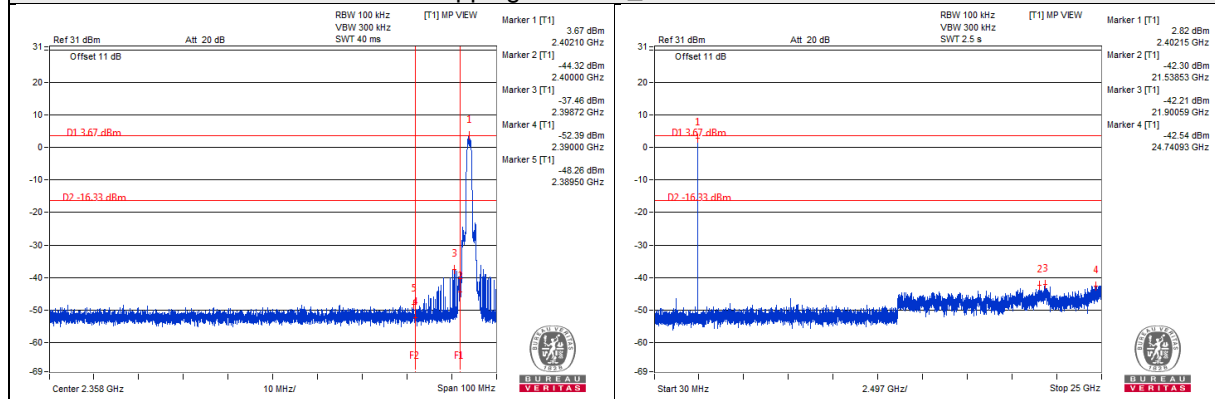 RBW 100 kHz [T1] MP VIEW
VBW 300 kHz
Ref 31 dBm Att 20 dB SWT 40 ms
Offset 11 dB
Marker 1 [T1]
3.67 dBm
2.40210 GHz
Marker 2 [T1]
-44.32 dBm
2.40000 GHz
Marker 3 [T1]
-37.46 dBm
2.39872 GHz
Marker 4 [T1]
-52.39 dBm
2.39000 GHz
Marker 5 [T1]
-48.26 dBm
2.38950 GHz
31
20
10
0
-10
-20
-30
-40
-50
-60
-69
D1 3.67 dBm
D2 -16.33 dBm
1
3
5
4
F2 F1
Center 2.358 GHz 10 MHz/ Span 100 MHz
BUREAU VERITAS
1828
BUREAU
VERITAS
RBW 100 kHz [T1] MP VIEW
VBW 300 kHz
Ref 31 dBm Att 20 dB SWT 2.5 s
Offset 11 dB
Marker 1 [T1]
2.82 dBm
2.40215 GHz
Marker 2 [T1]
-42.30 dBm
21.53853 GHz
Marker 3 [T1]
-42.21 dBm
21.90059 GHz
Marker 4 [T1]
-42.54 dBm
24.74093 GHz
31
20
10
0
-10
-20
-30
-40
-50
-60
-69
1
D1 3.67 dBm
D2 -16.33 dBm
2 3 4
Start 30 MHz 2.497 GHz/ Stop 25 GHz
BUREAU VERITAS
1828
BUREAU
VERITAS